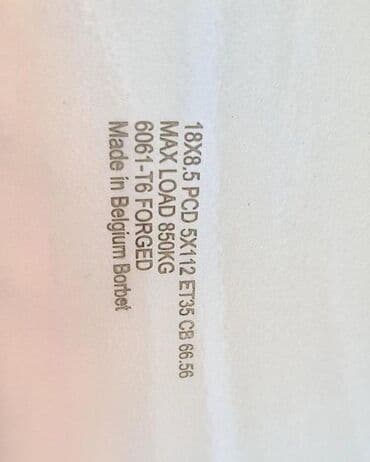 18X8.5 PCD 5X112 ET35 CB 66.56
MAX LOAD 850KG
6061-T6 FORGED
Made in Belgium Borbet